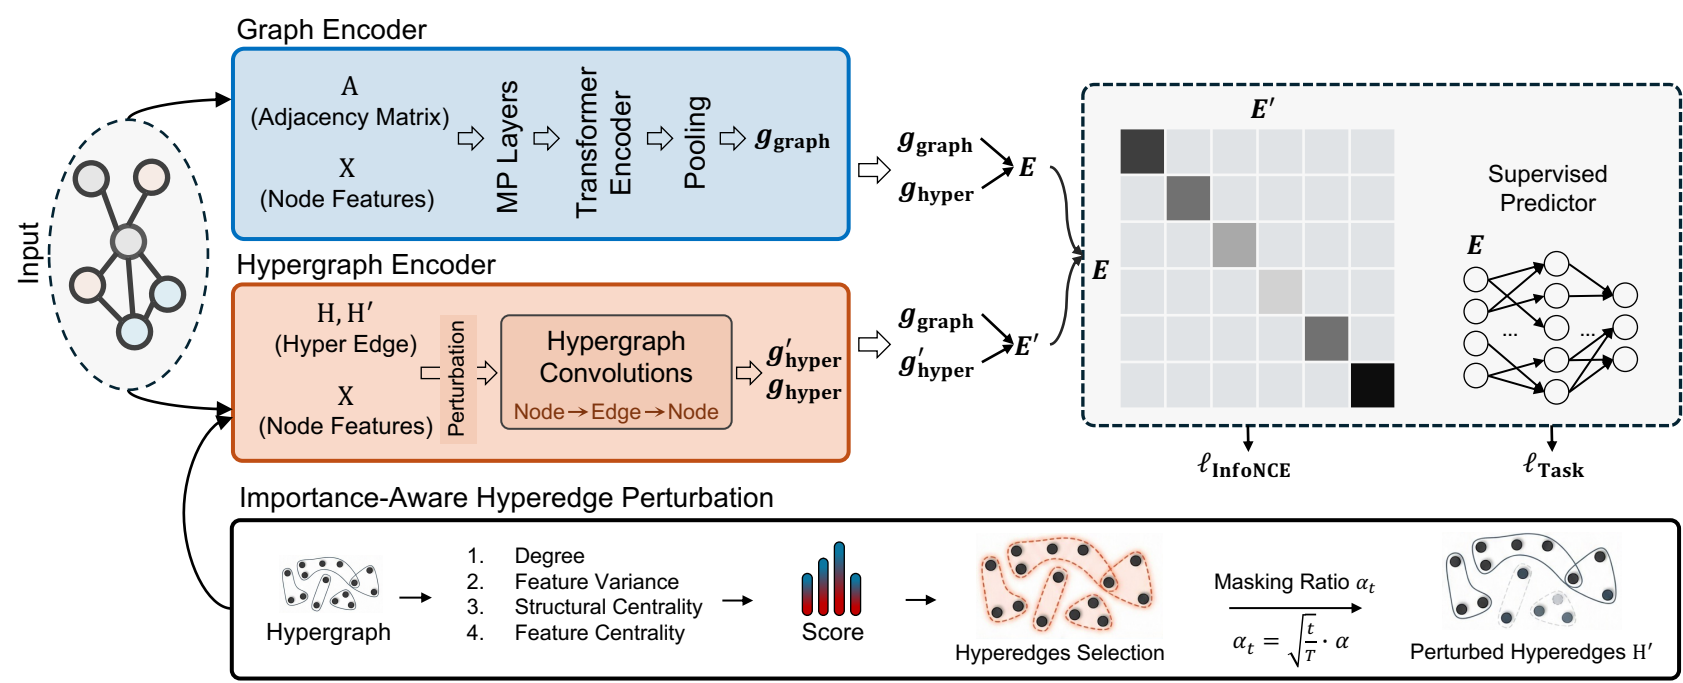 Graph Encoder
A
(Adjacency Matrix)
X
(Node Features)
MP Layers
Transformer
Encoder
Pooling
g_graph
Input
Hypergraph Encoder
H, H′
(Hyper Edge)
X
(Node Features)
Perturbation
Hypergraph
Convolutions
Node→Edge→Node
g′_hyper
g_hyper
g_graph
g_hyper
E
g_graph
g′_hyper
E′
E′
E
Supervised
Predictor
E
...
...
ℓ_InfoNCE
ℓ_Task
Importance-Aware Hyperedge Perturbation
Hypergraph
1. Degree
2. Feature Variance
3. Structural Centrality
4. Feature Centrality
Score
Hyperedges Selection
Masking Ratio α_t
α_t = √(t/T) · α
Perturbed Hyperedges H′